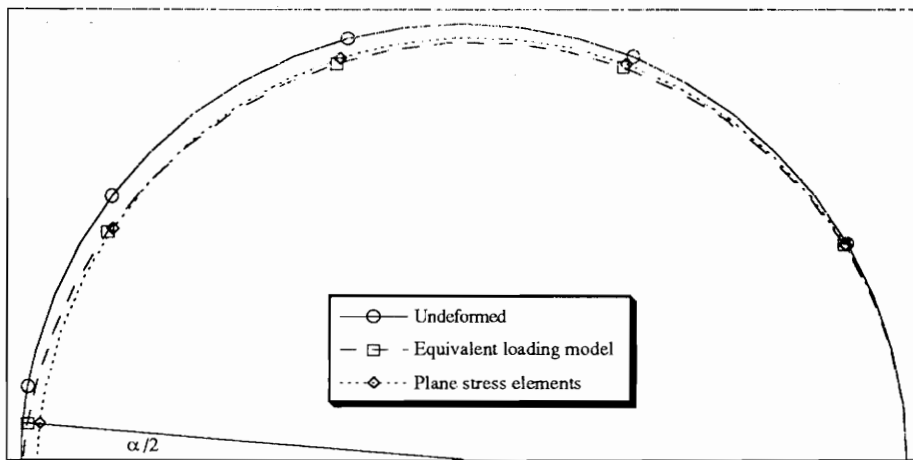 Undeformed
Equivalent loading model
Plane stress elements
α/2